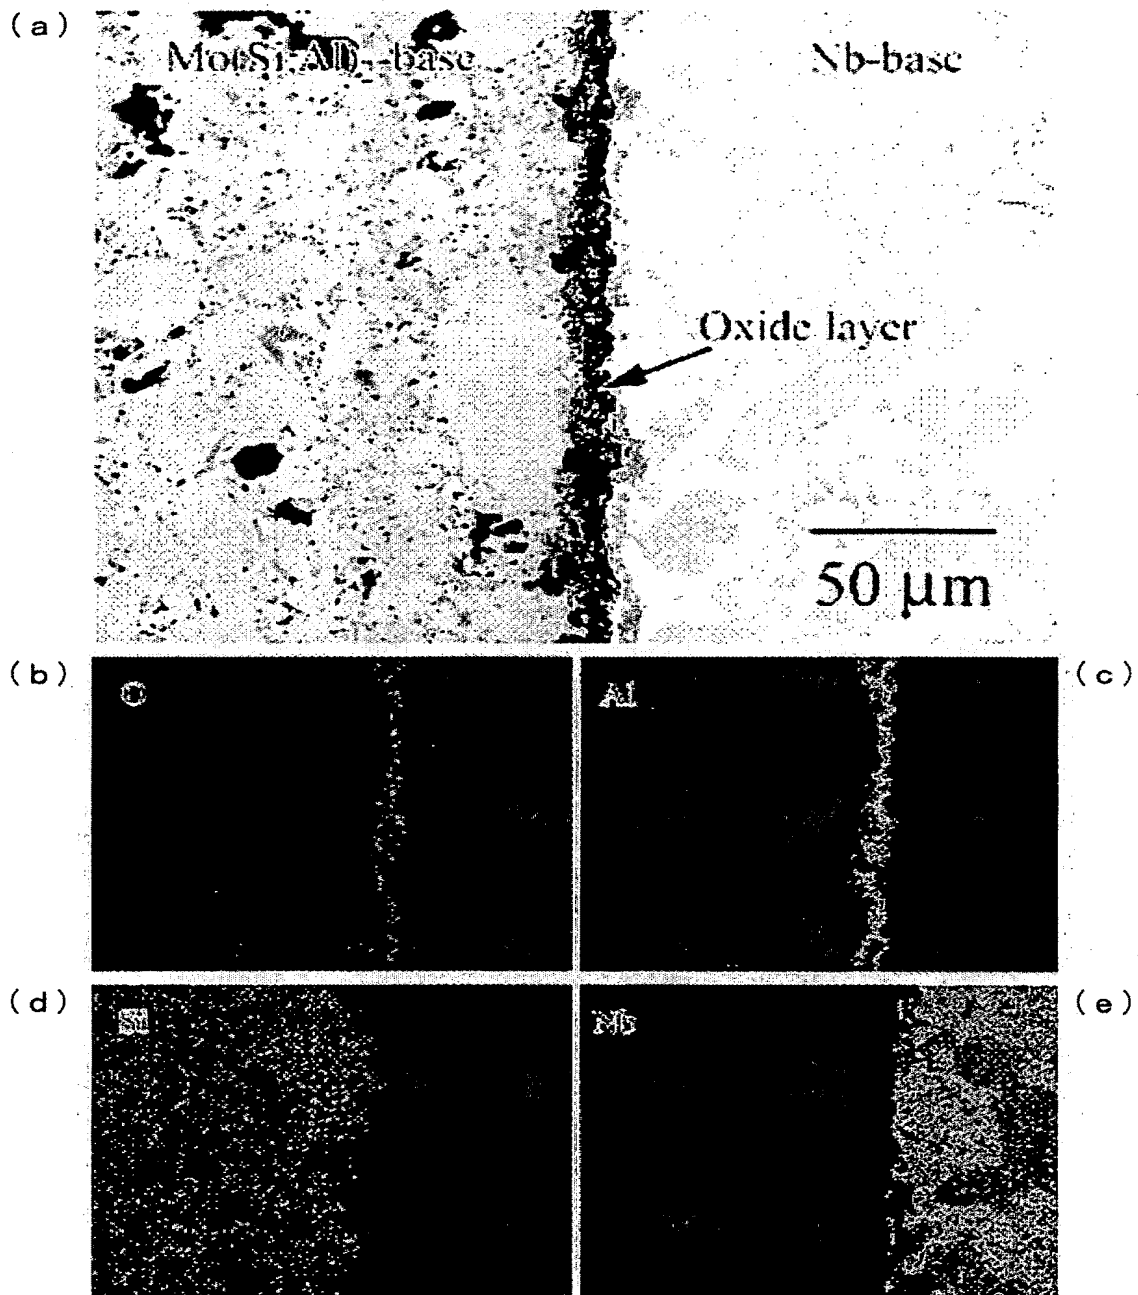 (a)
Mo(Si,Al)₂-base
Nb-base
Oxide layer
50 μm
(b)
O
Al
(c)
(d)
Si
Nb
(e)